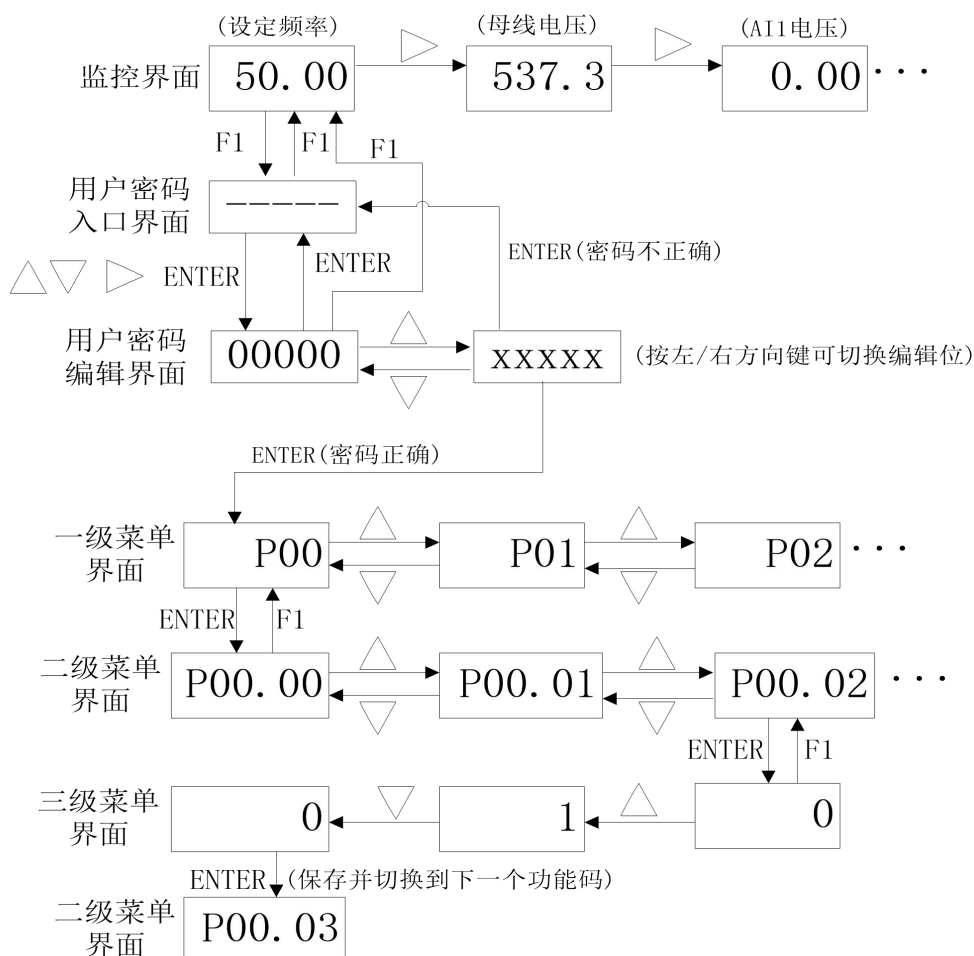 (设定频率) (母线电压) (AI1电压)
监控界面 50.00 537.3 0.00 ···
F1 F1 F1
用户密码
入口界面 —————
ENTER(密码不正确)
ENTER ENTER
用户密码
编辑界面 00000 xxxxx (按左/右方向键可切换编辑位)
ENTER(密码正确)
一级菜单
界面 P00 P01 P02 ···
ENTER F1
二级菜单
界面 P00.00 P00.01 P00.02 ···
ENTER F1
三级菜单
界面 0 1 0
ENTER (保存并切换到下一个功能码)
二级菜单
界面 P00.03